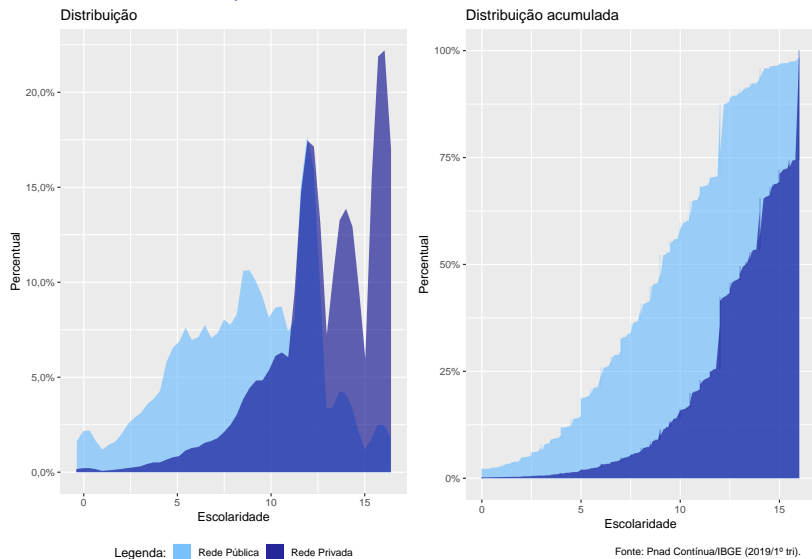 Distribuição
Percentual
20,0%
15,0%
10,0%
5,0%
0,0%
0 5 10 15
Escolaridade
Distribuição acumulada
Percentual
100%
75%
50%
25%
0%
0 5 10 15
Escolaridade
Legenda: Rede Pública Rede Privada
Fonte: Pnad Contínua/IBGE (2019/1º tri).